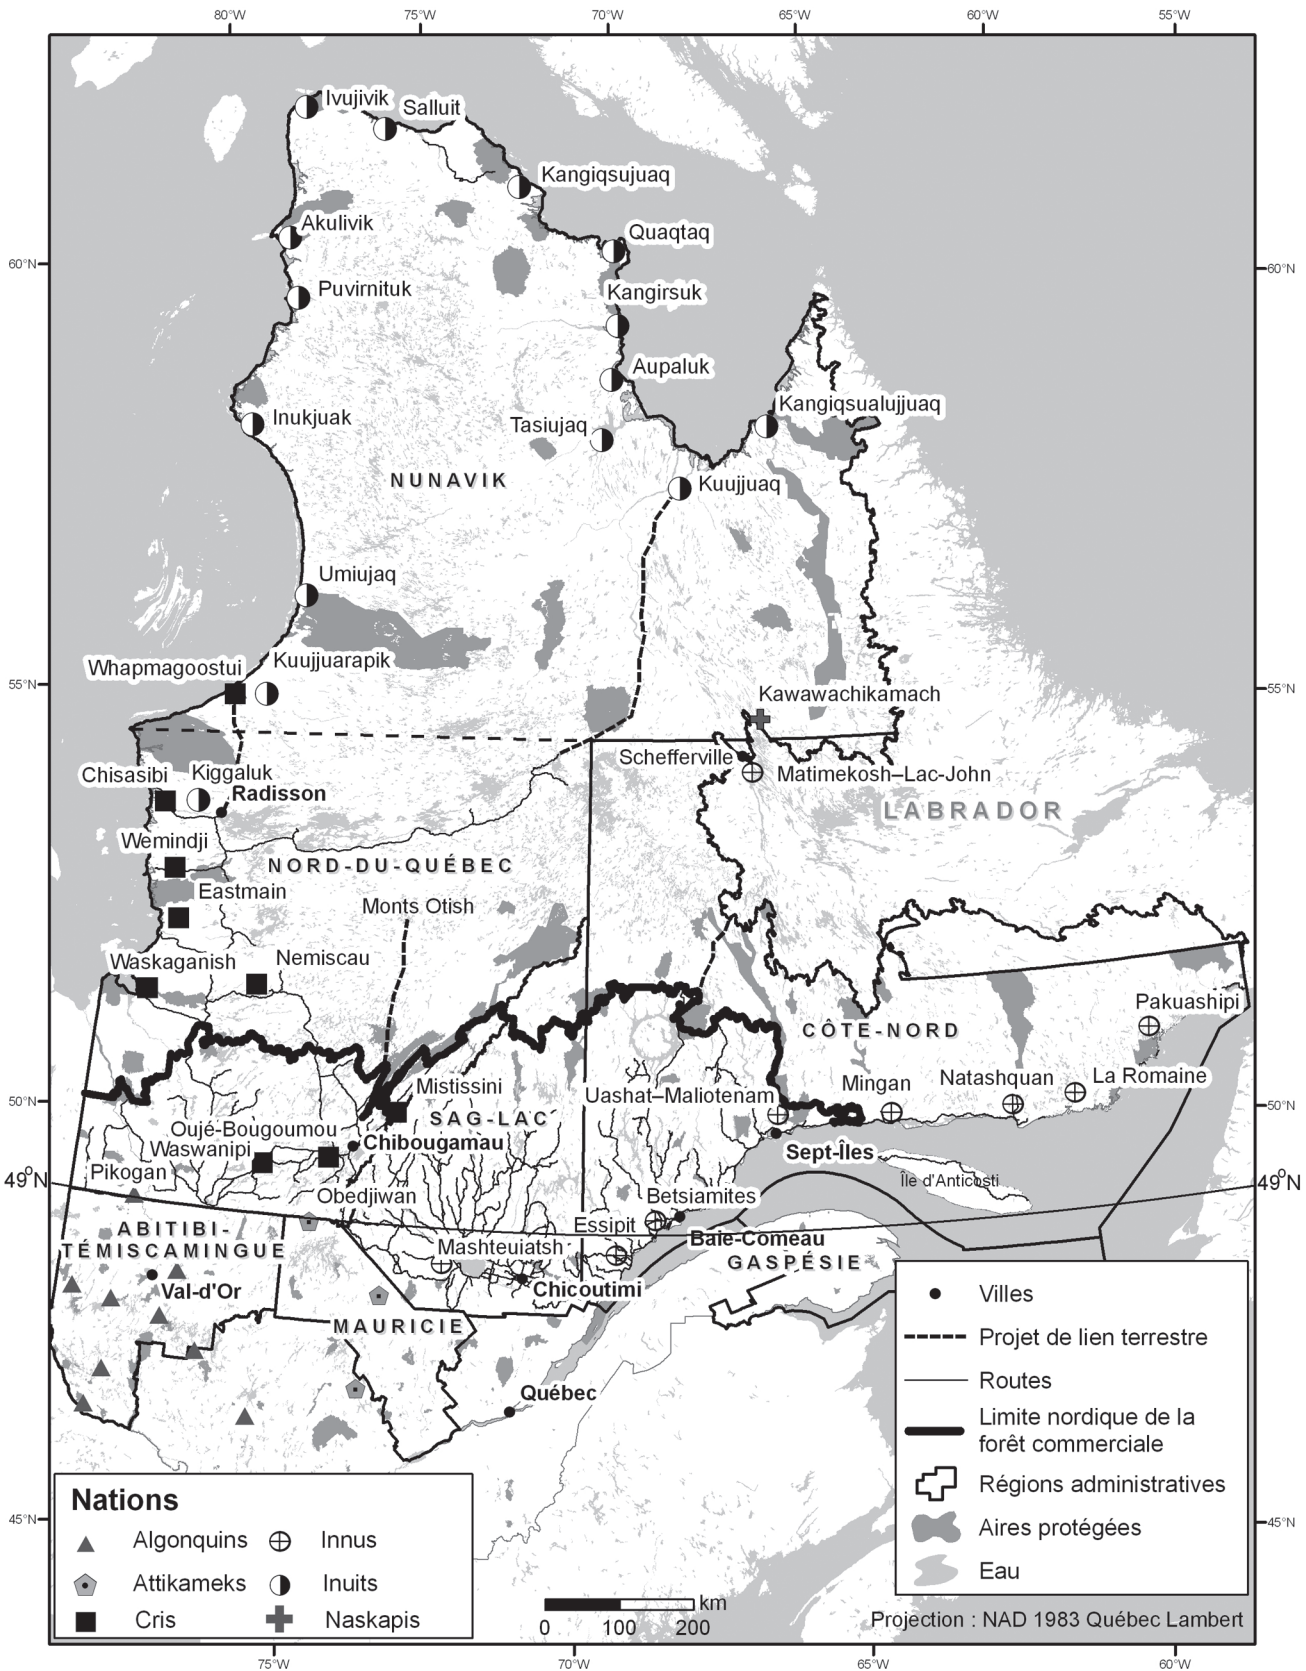 80°W 75°W 70°W 65°W 60°W 55°W
Ivujivik
Salluit
Kangiqsujuaq
Akulivik
Quaqtaq
60°N
60°N
Puvirnituk
Kangirsuk
Aupaluk
Kangiqsualujjuaq
Inukjuak
Tasiujaq
NUNAVIK
Kuujjuaq
Umiujaq
Kuujjuarapik
Whapmagoostui
55°N
55°N
Kawawachikamach
Schefferville
Matimekosh–Lac-John
Chisasibi
Kiggaluk
Radisson
LABRADOR
Wemindji
NORD-DU-QUÉBEC
Eastmain
Monts Otish
Waskaganish
Nemiscau
Pakuashipi
CÔTE-NORD
La Romaine
Natashquan
Mingan
Mistissini
Uashat–Maliotenam
50°N
50°N
SAG-LAC
Oujé-Bougoumou
Chibougamau
Waswanipi
Sept-Îles
Pikogan
49°N
49°N
Île d'Anticosti
Obedjiwan
Betsiamites
Essipit
ABITIBI-
TÉMISCAMINGUE
Baie-Comeau
Mashteuiatsh
GASPÉSIE
Val-d'Or
Chicoutimi
MAURICIE
Québec
Villes
Projet de lien terrestre
Routes
Limite nordique de la
forêt commerciale
Régions administratives
Aires protégées
Eau
Nations
Algonquins
Innus
Attikameks
Inuits
Cris
Naskapis
45°N
45°N
km
0 100 200
Projection : NAD 1983 Québec Lambert
75°W 70°W 65°W 60°W